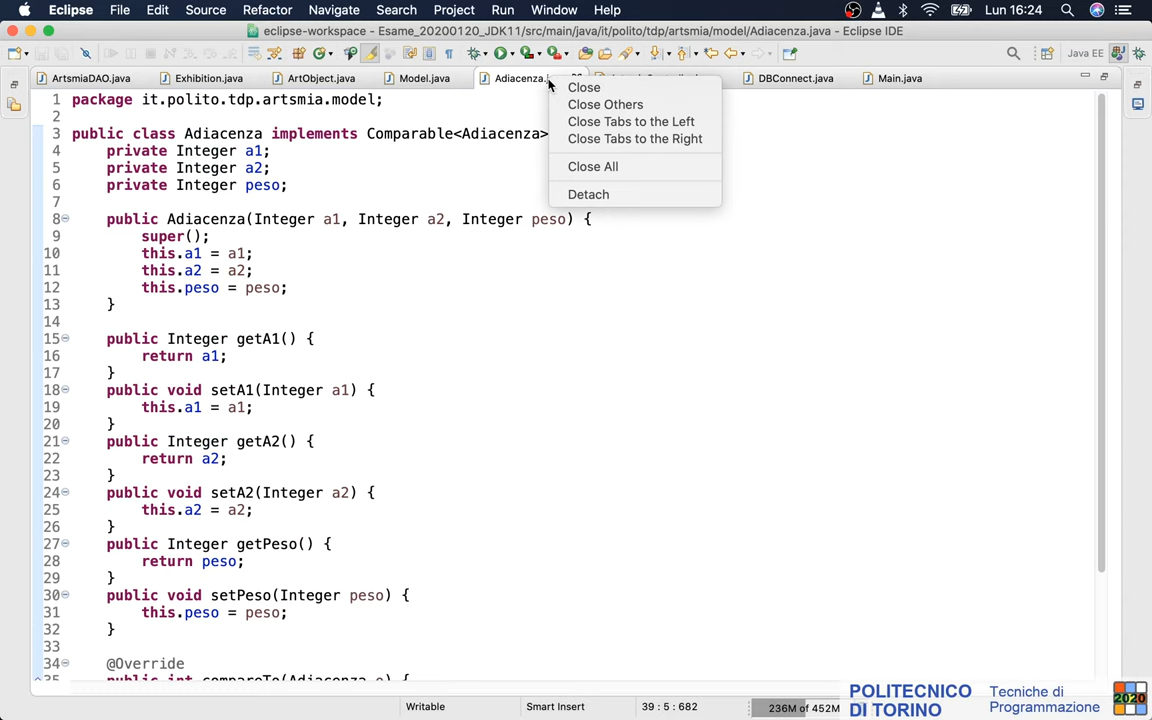 Eclipse File Edit Source Refactor Navigate Search Project Run Window Help Lun 16:24
eclipse-workspace - Esame_20200120_JDK11/src/main/java/it/polito/tdp/artsmia/model/Adiacenza.java - Eclipse IDE
Java EE
ArtsmiaDAO.java Exhibition.java ArtObject.java Model.java Adiacenza.j DBConnect.java Main.java
Close
Close Others
Close Tabs to the Left
Close Tabs to the Right
Close All
Detach
1 package it.polito.tdp.artsmia.model;
2
3 public class Adiacenza implements Comparable<Adiacenza>
4 private Integer a1;
5 private Integer a2;
6 private Integer peso;
7
8 public Adiacenza(Integer a1, Integer a2, Integer peso) {
9 super();
10 this.a1 = a1;
11 this.a2 = a2;
12 this.peso = peso;
13 }
14
15 public Integer getA1() {
16 return a1;
17 }
18 public void setA1(Integer a1) {
19 this.a1 = a1;
20 }
21 public Integer getA2() {
22 return a2;
23 }
24 public void setA2(Integer a2) {
25 this.a2 = a2;
26 }
27 public Integer getPeso() {
28 return peso;
29 }
30 public void setPeso(Integer peso) {
31 this.peso = peso;
32 }
33
34 @Override
35 public int compareTo(Adiacenza o) {
Writable Smart Insert 39 : 5 : 682 236M of 452M
POLITECNICO DI TORINO
Tecniche di Programmazione
2020